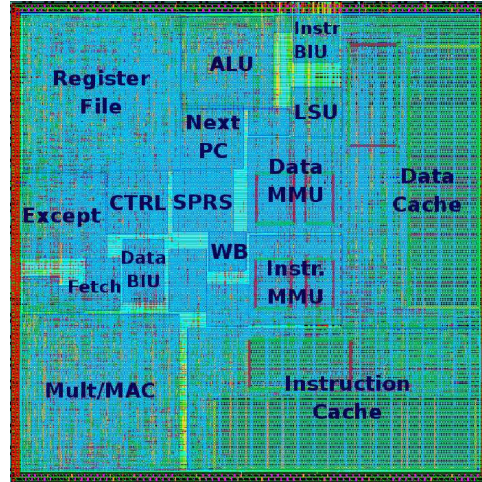 Register
File
ALU
Instr
BIU
LSU
Next
PC
Data
MMU
Data
Cache
Except
CTRL
SPRS
WB
Fetch
Data
BIU
Instr.
MMU
Mult/MAC
Instruction
Cache